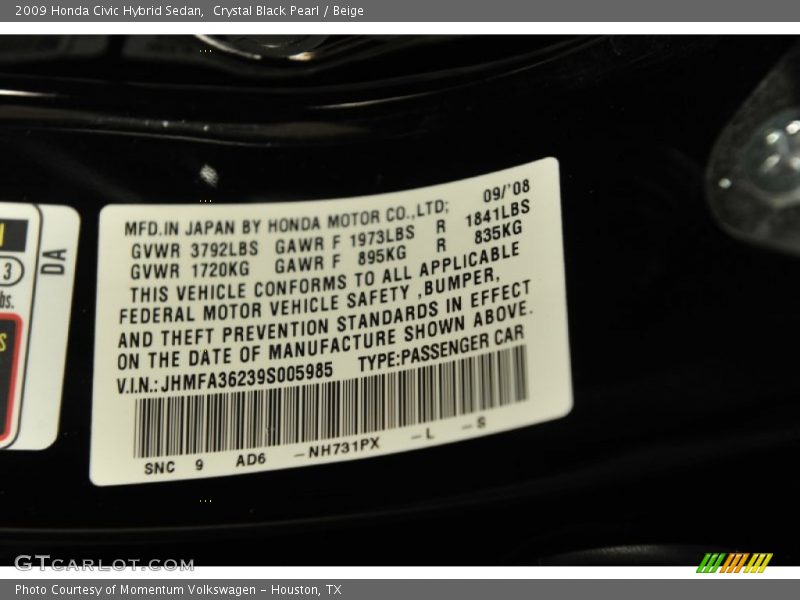 2009 Honda Civic Hybrid Sedan,  Crystal Black Pearl / Beige
MFD.IN JAPAN BY HONDA MOTOR CO.,LTD; 09/'08
GVWR 3792LBS GAWR F 1973LBS R 1841LBS
GVWR 1720KG GAWR F 895KG R 835KG
THIS VEHICLE CONFORMS TO ALL APPLICABLE
FEDERAL MOTOR VEHICLE SAFETY ,BUMPER,
AND THEFT PREVENTION STANDARDS IN EFFECT
ON THE DATE OF MANUFACTURE SHOWN ABOVE.
V.I.N.: JHMFA36239S005985 TYPE:PASSENGER CAR
SNC 9 AD6 -NH731PX -L -S
DA
3
bs.
S
GTCARLOT.COM
Photo Courtesy of Momentum Volkswagen - Houston, TX